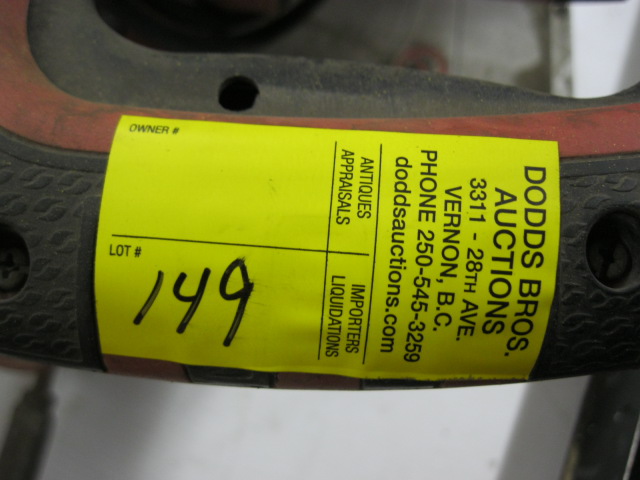 OWNER #
LOT #
149
ANTIQUES
APPRAISALS
IMPORTERS
LIQUIDATIONS
DODDS BROS.
AUCTIONS
3311 - 28TH AVE.
VERNON, B.C.
PHONE 250-545-3259
doddsauctions.com